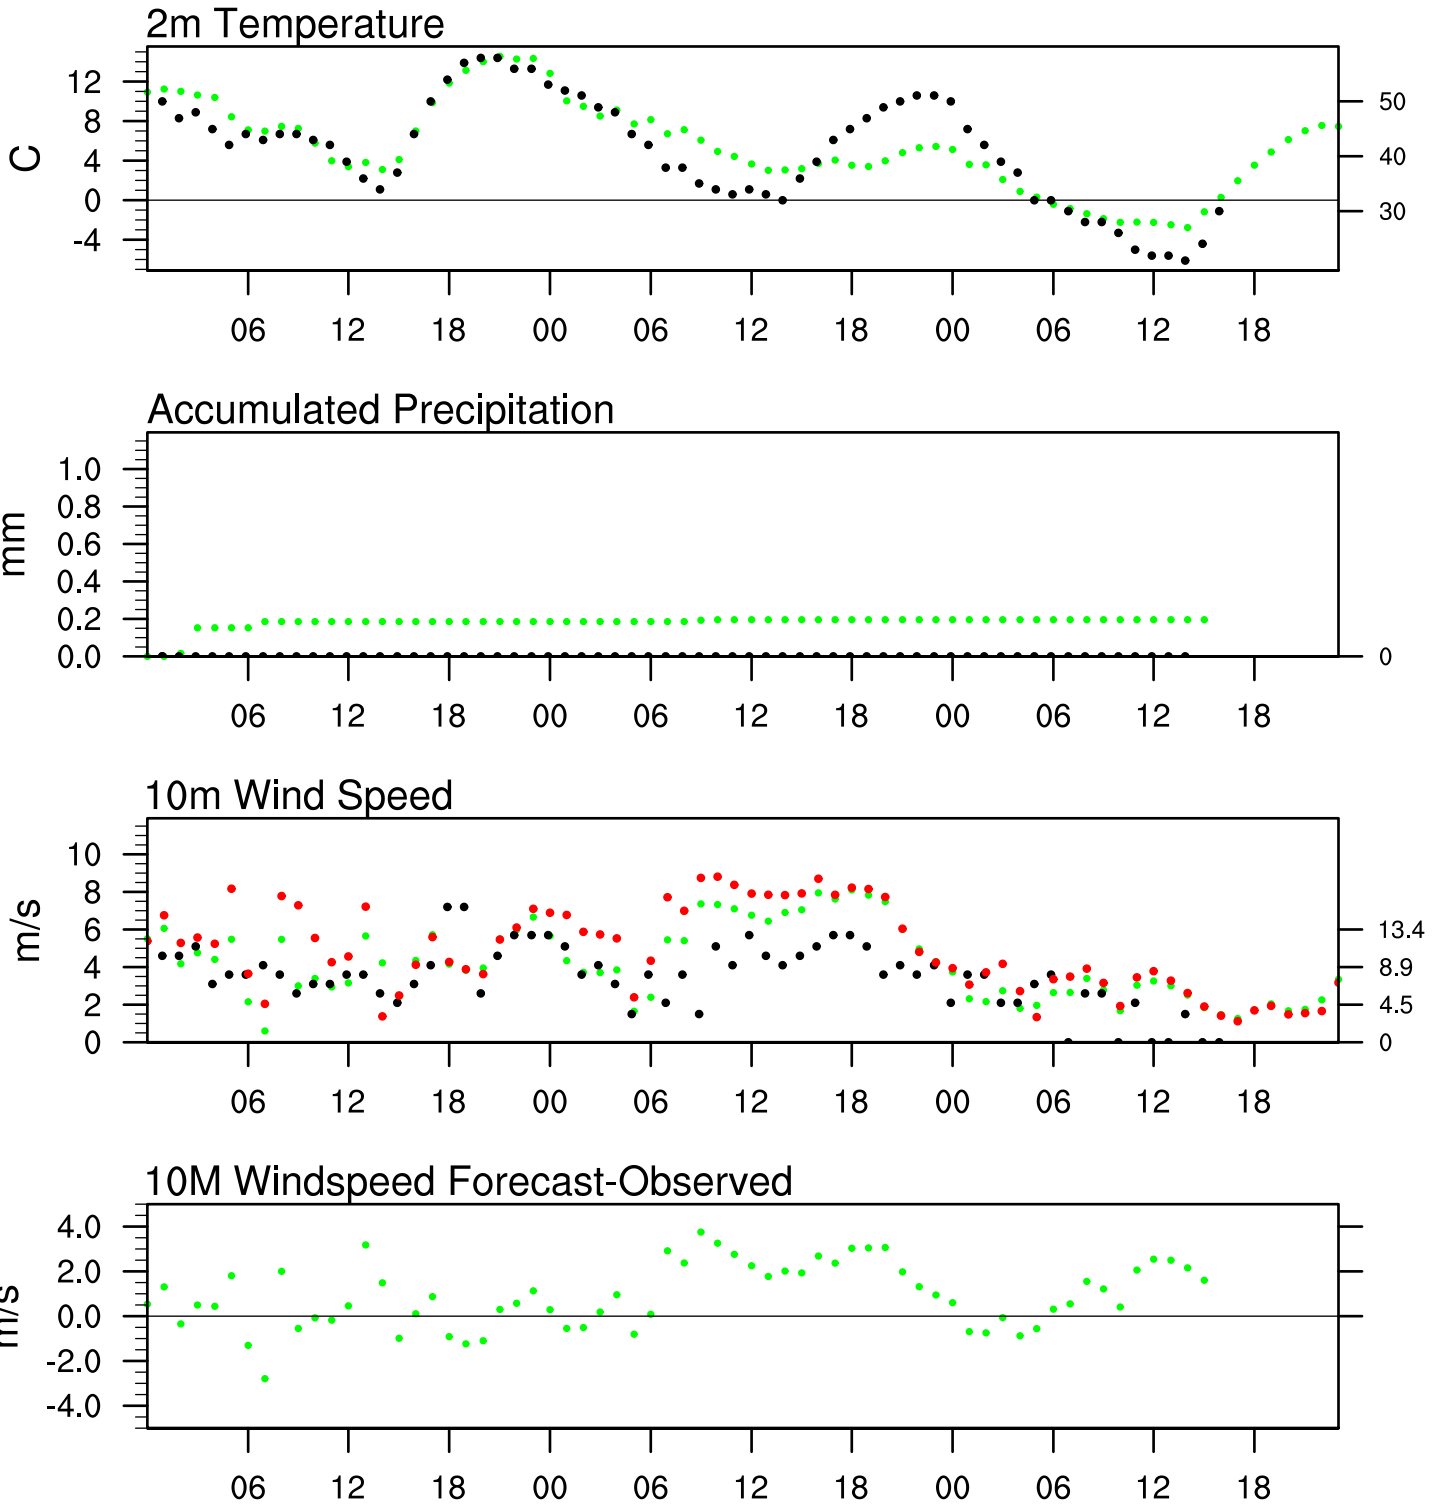 2m Temperature
12
8
4
0
-4
C
50
40
30
06 12 18 00 06 12 18 00 06 12 18
Accumulated Precipitation
1.0
0.8
0.6
0.4
0.2
0.0
mm
0
06 12 18 00 06 12 18 00 06 12 18
10m Wind Speed
10
8
6
4
2
0
m/s
13.4
8.9
4.5
0
06 12 18 00 06 12 18 00 06 12 18
10M Windspeed Forecast-Observed
4.0
2.0
0.0
-2.0
-4.0
m/s
06 12 18 00 06 12 18 00 06 12 18